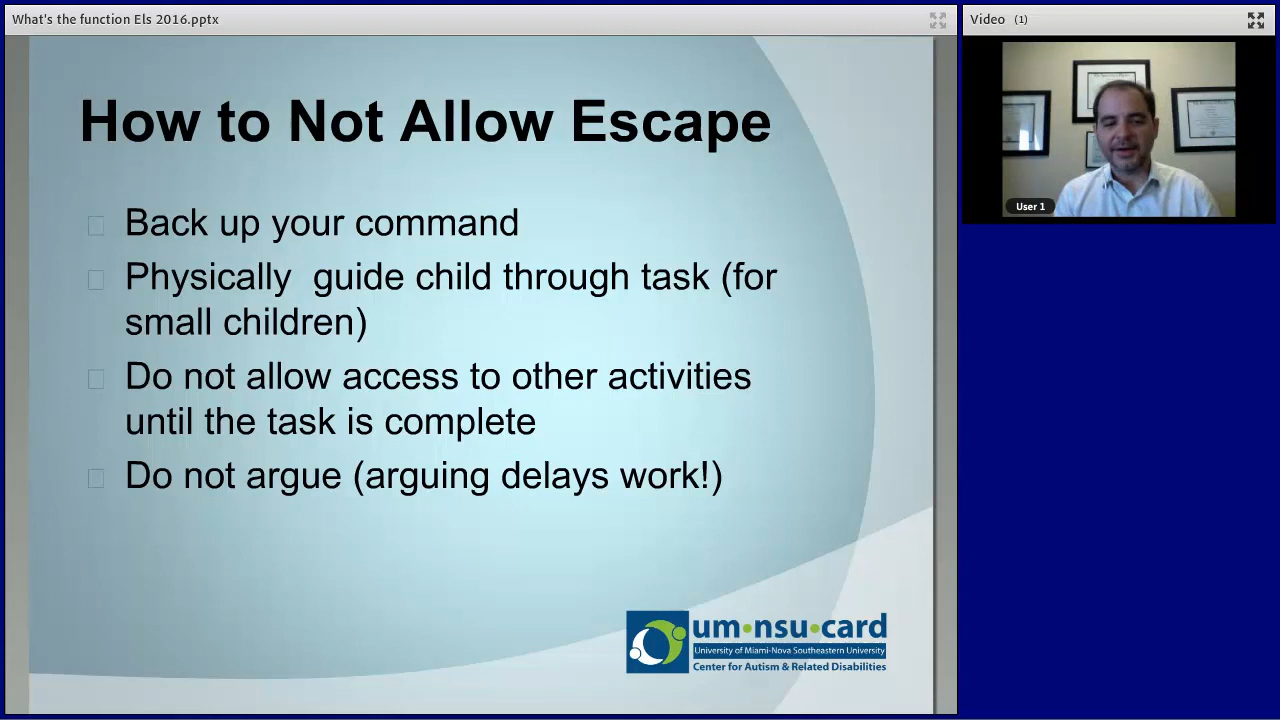 What's the function Els 2016.pptx
Video (1)
How to Not Allow Escape
Back up your command
Physically  guide child through task (for
small children)
Do not allow access to other activities
until the task is complete
Do not argue (arguing delays work!)
User 1
um•nsu•card
University of Miami-Nova Southeastern University
Center for Autism & Related Disabilities